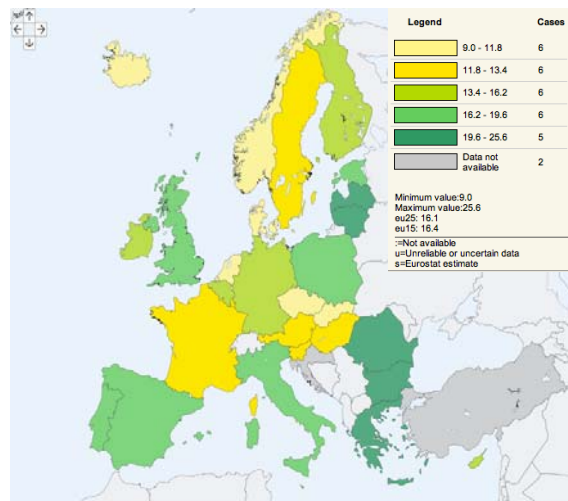 Legend Cases
9.0 - 11.8 6
11.8 - 13.4 6
13.4 - 16.2 6
16.2 - 19.6 6
19.6 - 25.6 5
Data not
available 2
Minimum value:9.0
Maximum value:25.6
eu25: 16.1
eu15: 16.4
:=Not available
u=Unreliable or uncertain data
s=Eurostat estimate